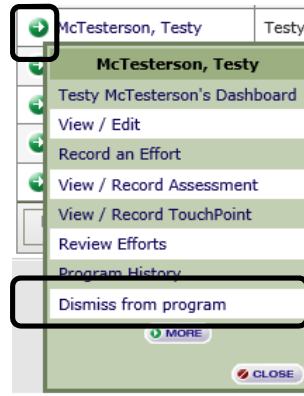 McTesterson, Testy Testy
McTesterson, Testy
Testy McTesterson's Dashboard
View / Edit
Record an Effort
View / Record Assessment
View / Record TouchPoint
Review Efforts
Program History
Dismiss from program
MORE
CLOSE